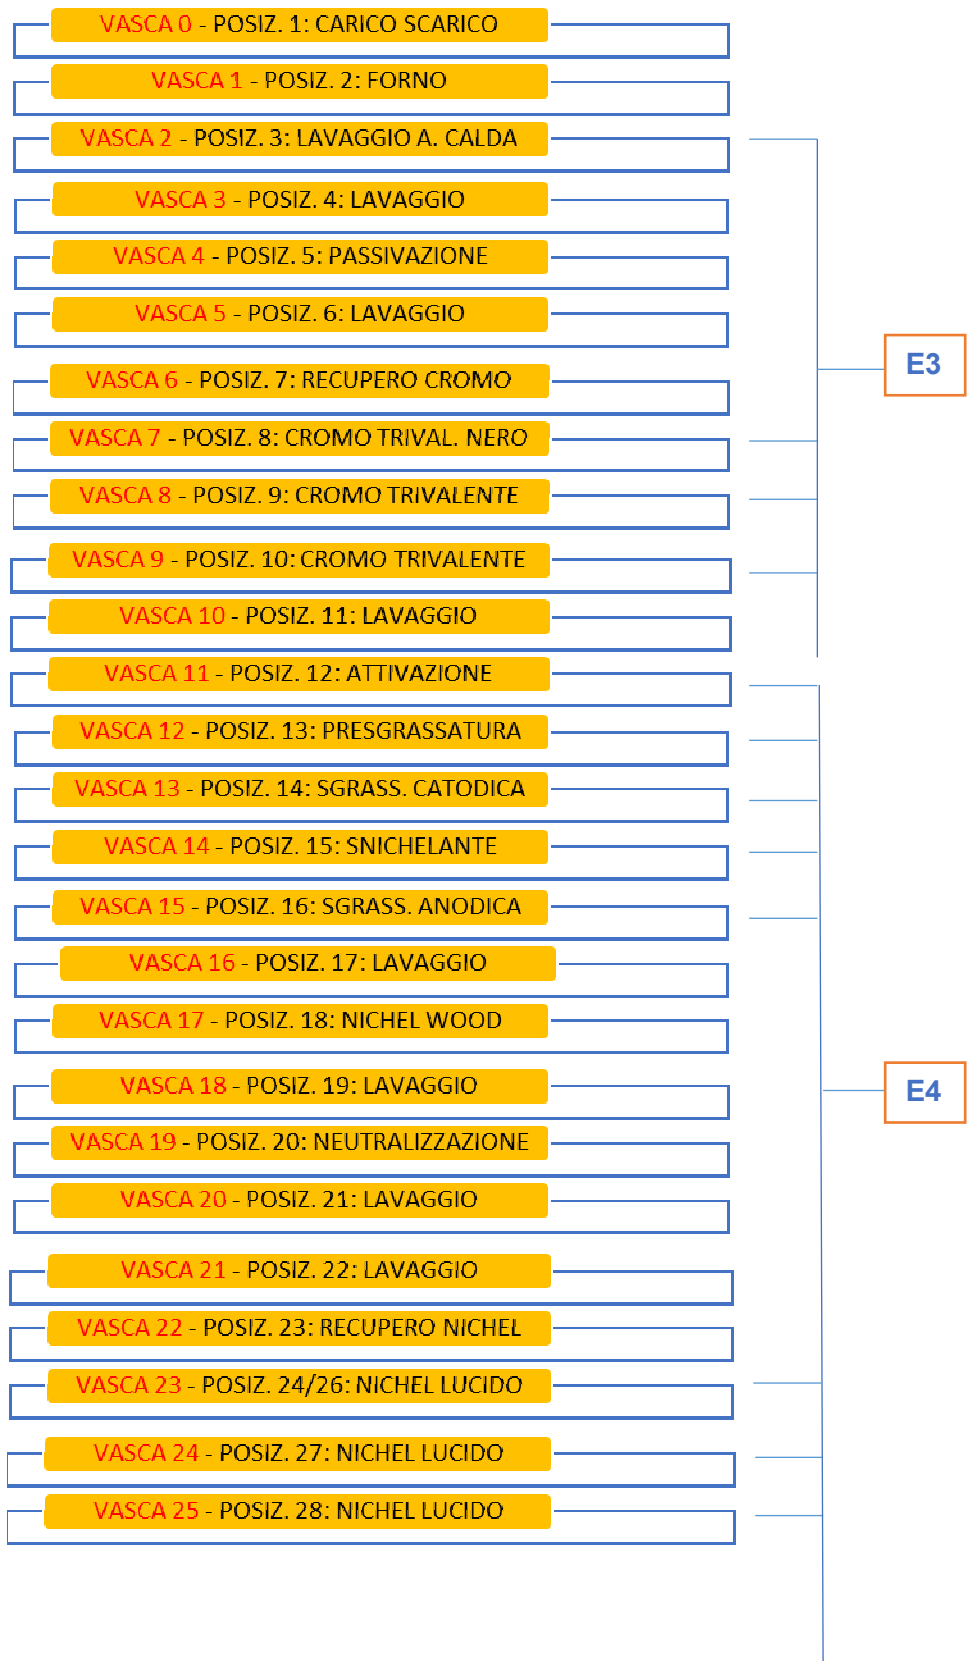 VASCA 0 - POSIZ. 1: CARICO SCARICO
VASCA 1 - POSIZ. 2: FORNO
VASCA 2 - POSIZ. 3: LAVAGGIO A. CALDA
VASCA 3 - POSIZ. 4: LAVAGGIO
VASCA 4 - POSIZ. 5: PASSIVAZIONE
VASCA 5 - POSIZ. 6: LAVAGGIO
E3
VASCA 6 - POSIZ. 7: RECUPERO CROMO
VASCA 7 - POSIZ. 8: CROMO TRIVAL. NERO
VASCA 8 - POSIZ. 9: CROMO TRIVALENTE
VASCA 9 - POSIZ. 10: CROMO TRIVALENTE
VASCA 10 - POSIZ. 11: LAVAGGIO
VASCA 11 - POSIZ. 12: ATTIVAZIONE
VASCA 12 - POSIZ. 13: PRESGRASSATURA
VASCA 13 - POSIZ. 14: SGRASS. CATODICA
VASCA 14 - POSIZ. 15: SNICHELANTE
VASCA 15 - POSIZ. 16: SGRASS. ANODICA
VASCA 16 - POSIZ. 17: LAVAGGIO
VASCA 17 - POSIZ. 18: NICHEL WOOD
VASCA 18 - POSIZ. 19: LAVAGGIO
E4
VASCA 19 - POSIZ. 20: NEUTRALIZZAZIONE
VASCA 20 - POSIZ. 21: LAVAGGIO
VASCA 21 - POSIZ. 22: LAVAGGIO
VASCA 22 - POSIZ. 23: RECUPERO NICHEL
VASCA 23 - POSIZ. 24/26: NICHEL LUCIDO
VASCA 24 - POSIZ. 27: NICHEL LUCIDO
VASCA 25 - POSIZ. 28: NICHEL LUCIDO